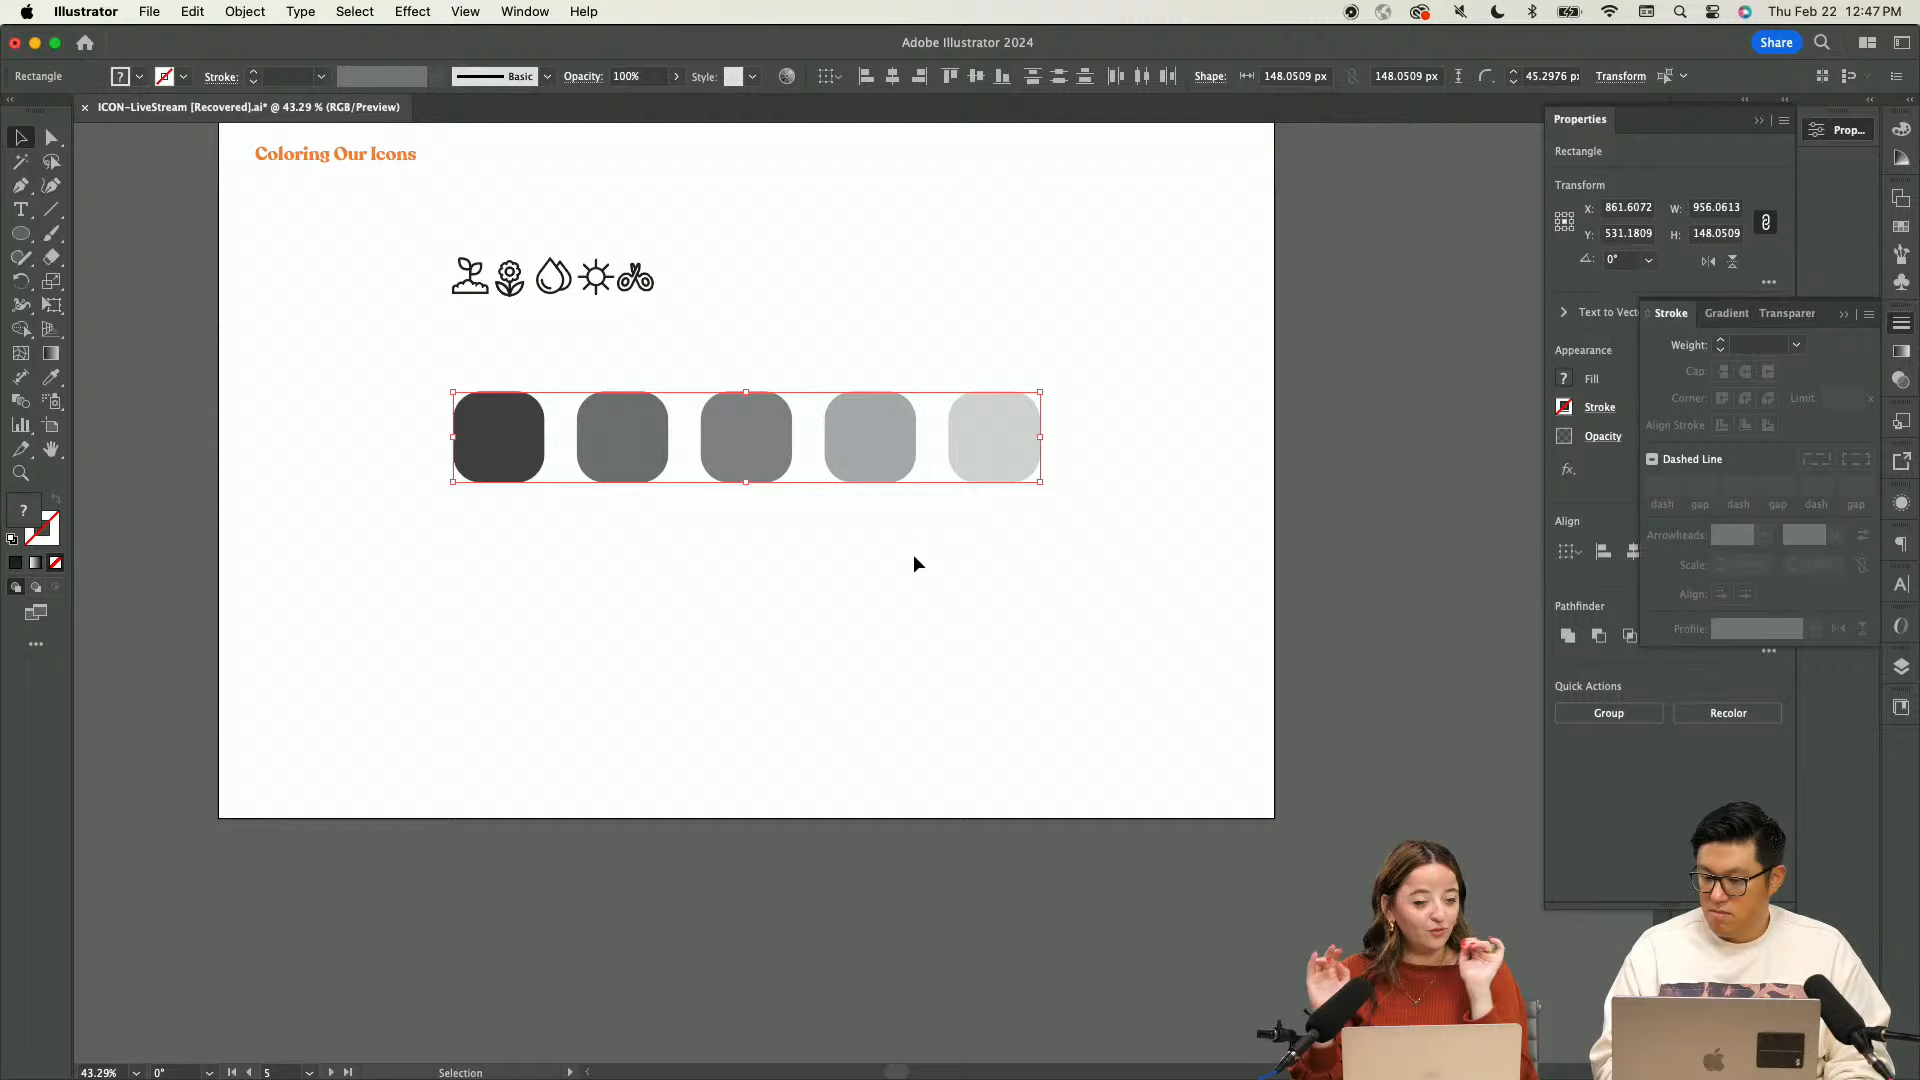 Illustrator File Edit Object Type Select Effect View Window Help
Thu Feb 22 12:47 PM
Adobe Illustrator 2024
Share
Rectangle
?
Stroke:
Basic
Opacity:
100%
Style:
Shape:
148.0509 px
148.0509 px
45.2976 p
Transform
× ICON-LiveStream [Recovered].ai* @ 43.29 % (RGB/Preview)
Coloring Our Icons
Properties
Prop...
Rectangle
Transform
X: 861.6072 W: 956.0613
Y: 531.1809 H: 148.0509
0°
Text to Vect
Stroke Gradient Transparer
Weight:
Appearance
Cap:
? Fill
Corner:
Limit:
x
Stroke
Align Stroke
Opacity
Dashed Line
fx.
dash gap dash gap dash gap
Align
Arrowheads:
Scale:
Align:
Pathfinder
Profile:
Quick Actions
Group
Recolor
?
43.29%
0°
5
Selection